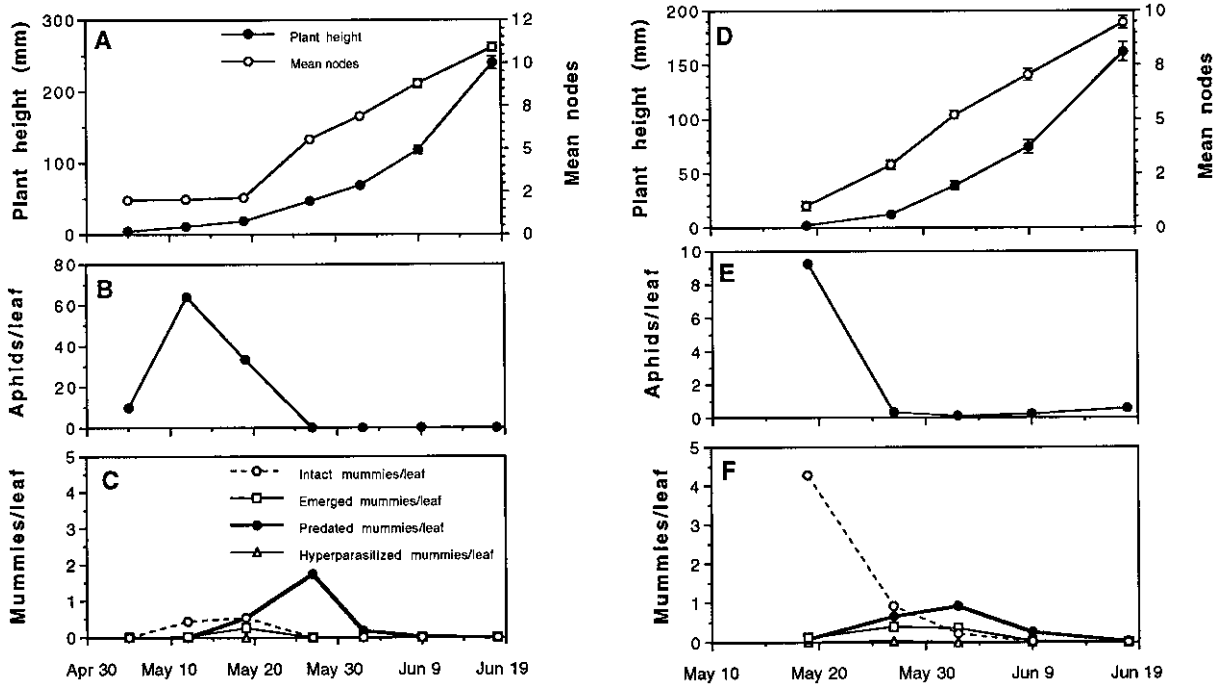 A
Plant height
Mean nodes
Plant height (mm)
300
250
200
150
100
50
0
12
10
8
5
2
0
Mean nodes
B
Aphids/leaf
80
60
40
20
0
C
Intact mummies/leaf
Emerged mummies/leaf
Predated mummies/leaf
Hyperparasitized mummies/leaf
Mummies/leaf
5
4
3
2
1
0
Apr 30 May 10 May 20 May 30 Jun 9 Jun 19
D
Plant height (mm)
200
150
100
50
0
10
8
5
2
0
Mean nodes
E
Aphids/leaf
10
8
6
4
2
0
F
Mummies/leaf
5
4
3
2
1
0
May 10 May 20 May 30 Jun 9 Jun 19